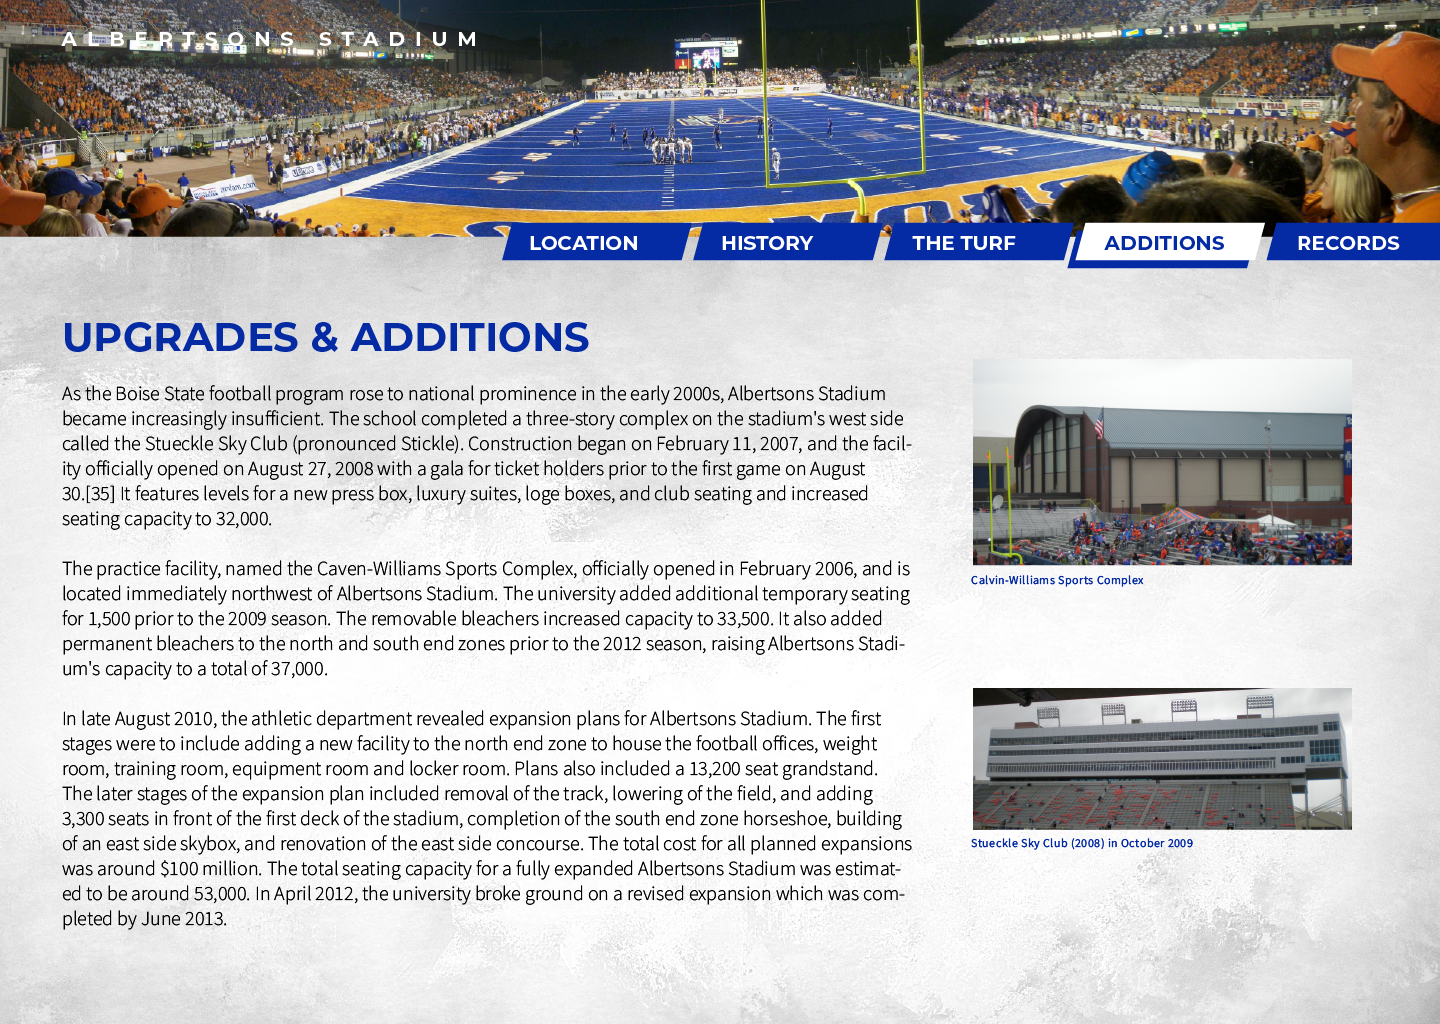 ALBERTSONS STADIUM
LOCATION
HISTORY
THE TURF
ADDITIONS
RECORDS
UPGRADES & ADDITIONS
As the Boise State football program rose to national prominence in the early 2000s, Albertsons Stadium
became increasingly insufficient. The school completed a three-story complex on the stadium's west side
called the Stueckle Sky Club (pronounced Stickle). Construction began on February 11, 2007, and the facil-
ity officially opened on August 27, 2008 with a gala for ticket holders prior to the first game on August
30.[35] It features levels for a new press box, luxury suites, loge boxes, and club seating and increased
seating capacity to 32,000.
The practice facility, named the Caven-Williams Sports Complex, officially opened in February 2006, and is
located immediately northwest of Albertsons Stadium. The university added additional temporary seating
for 1,500 prior to the 2009 season. The removable bleachers increased capacity to 33,500. It also added
permanent bleachers to the north and south end zones prior to the 2012 season, raising Albertsons Stadi-
um's capacity to a total of 37,000.
In late August 2010, the athletic department revealed expansion plans for Albertsons Stadium. The first
stages were to include adding a new facility to the north end zone to house the football offices, weight
room, training room, equipment room and locker room. Plans also included a 13,200 seat grandstand.
The later stages of the expansion plan included removal of the track, lowering of the field, and adding
3,300 seats in front of the first deck of the stadium, completion of the south end zone horseshoe, building
of an east side skybox, and renovation of the east side concourse. The total cost for all planned expansions
was around $100 million. The total seating capacity for a fully expanded Albertsons Stadium was estimat-
ed to be around 53,000. In April 2012, the university broke ground on a revised expansion which was com-
pleted by June 2013.
Calvin-Williams Sports Complex
Stueckle Sky Club (2008) in October 2009